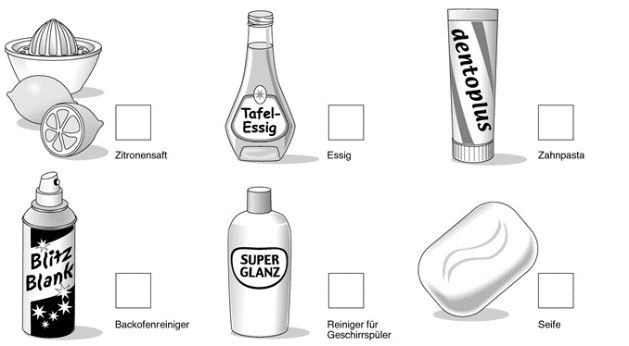 Tafel-
Essig
dentoplus
Zitronensaft
Essig
Zahnpasta
Blitz
Blank
SUPER
GLANZ
Backofenreiniger
Reiniger für
Geschirrspüler
Seife